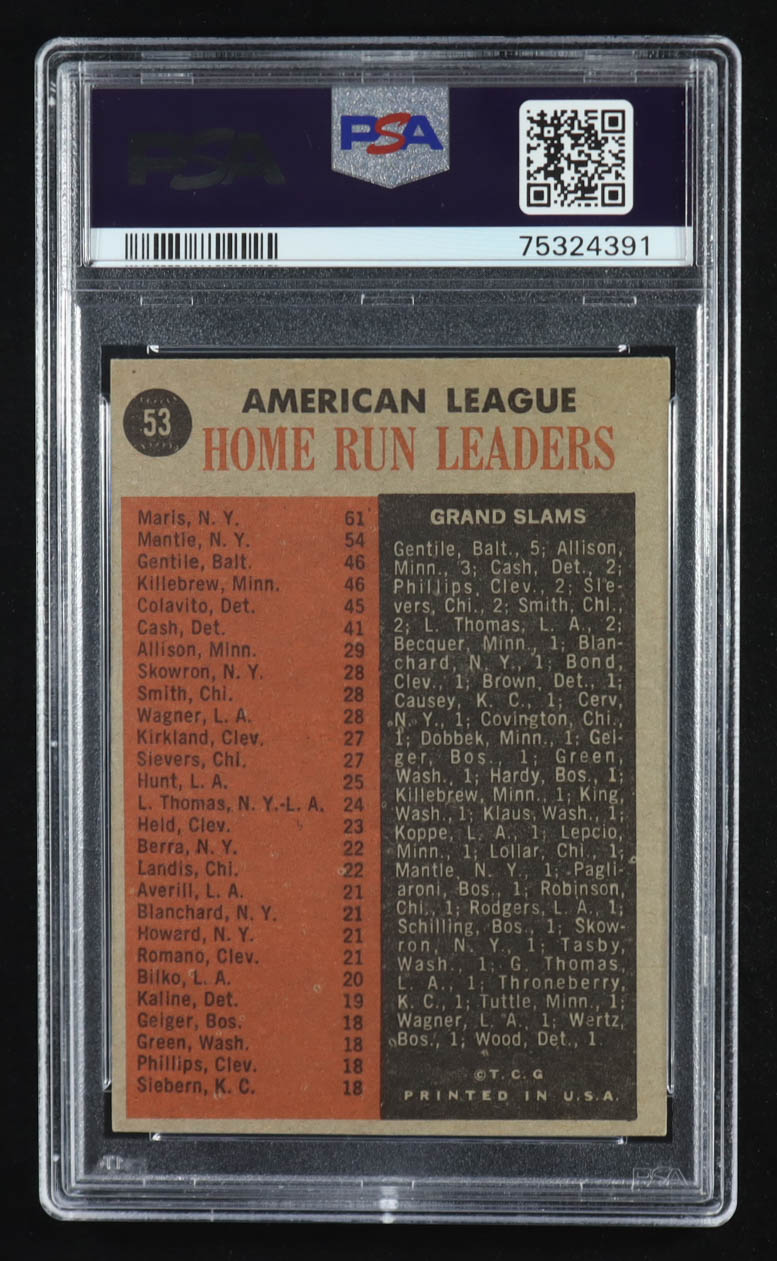 PSA
PSA
75324391
53
AMERICAN LEAGUE
HOME RUN LEADERS
Maris, N. Y. 61
Mantle, N. Y. 54
Gentile, Balt. 46
Killebrew, Minn. 46
Colavito, Det. 45
Cash, Det. 41
Allison, Minn. 29
Skowron, N. Y. 28
Smith, Chi. 28
Wagner, L. A. 28
Kirkland, Clev. 27
Sievers, Chi. 27
Hunt, L. A. 25
L. Thomas, N. Y.-L. A. 24
Held, Clev. 23
Berra, N. Y. 22
Landis, Chi. 22
Averill, L. A. 21
Blanchard, N. Y. 21
Howard, N. Y. 21
Romano, Clev. 21
Bilko, L. A. 20
Kaline, Det. 19
Geiger, Bos. 18
Green, Wash. 18
Phillips, Clev. 18
Siebern, K. C. 18
GRAND SLAMS
Gentile, Balt., 5; Allison,
Minn., 3; Cash, Det., 2;
Phillips, Clev., 2; Sie-
vers, Chi., 2; Smith, Chi.,
2; L. Thomas, L. A., 2;
Becquer, Minn., 1; Blan-
chard, N. Y., 1; Bond,
Clev., 1; Brown, Det., 1;
Causey, K. C., 1; Cerv,
N. Y., 1; Covington, Chi.,
1; Dobbek, Minn., 1; Gei-
ger, Bos., 1; Green,
Wash., 1; Hardy, Bos., 1;
Killebrew, Minn., 1; King,
Wash., 1; Klaus, Wash., 1;
Koppe, L. A., 1; Lepcio,
Minn., 1; Lollar, Chi., 1;
Mantle, N. Y., 1; Pagli-
aroni, Bos., 1; Robinson,
Chi., 1; Rodgers, L. A., 1;
Schilling, Bos., 1; Skow-
ron, N. Y., 1; Tasby,
Wash., 1; G. Thomas,
L. A., 1; Throneberry,
K. C., 1; Tuttle, Minn., 1;
Wagner, L. A., 1; Wertz,
Bos., 1; Wood, Det., 1.
©T. C. G
PRINTED IN U.S.A.
PSA